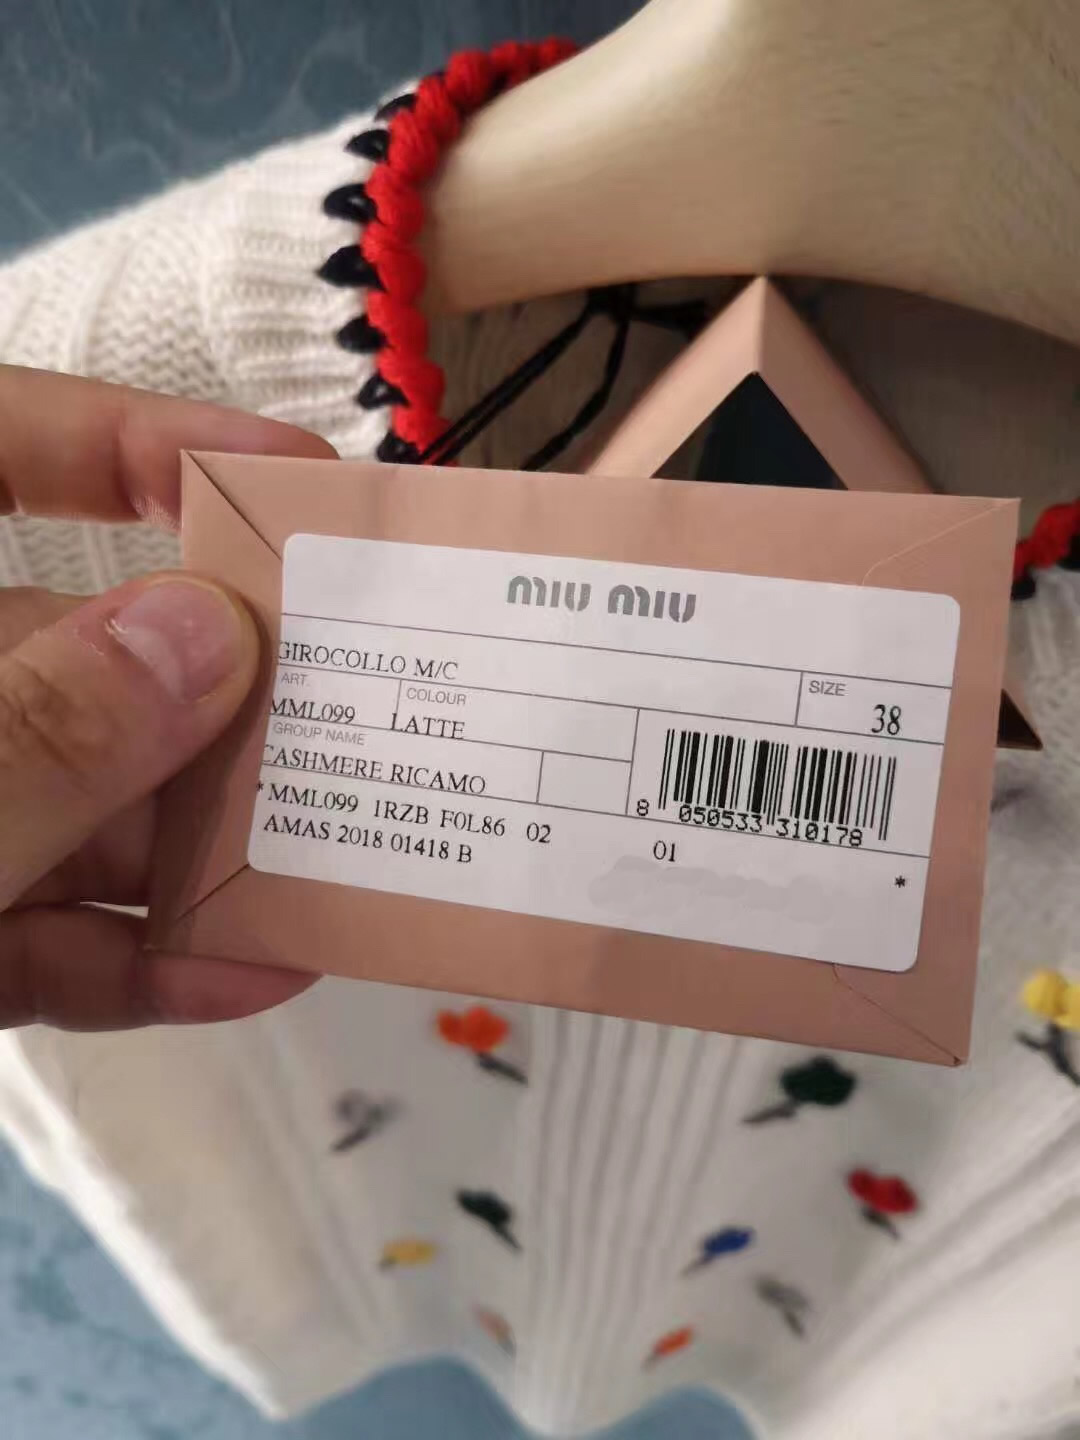 miu miu
GIROCOLLO M/C
SIZE
38
ART.
MML099
COLOUR
LATTE
GROUP NAME
CASHMERE RICAMO
*MML099 1RZB F0L86 02
AMAS 2018 01418 B
8 050533 310178
01
*